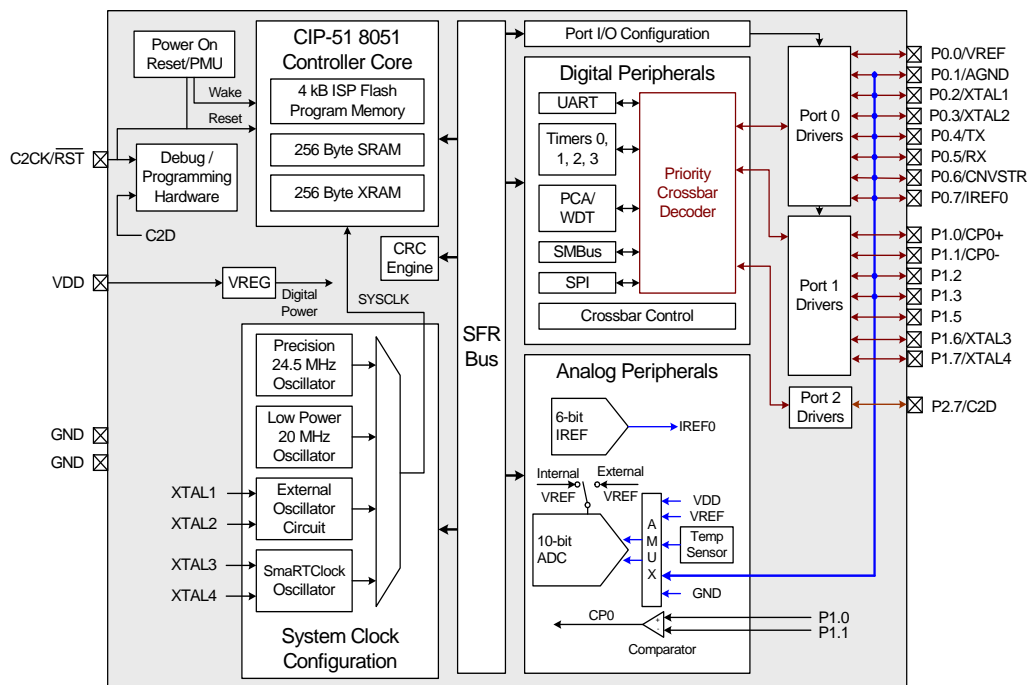 Power On
Reset/PMU
Wake
Reset
C2CK/RST
Debug /
Programming
Hardware
C2D
VDD
VREG
Digital
Power
GND
GND
CIP-51 8051
Controller Core
4 kB ISP Flash
Program Memory
256 Byte SRAM
256 Byte XRAM
CRC
Engine
SYSCLK
Precision
24.5 MHz
Oscillator
Low Power
20 MHz
Oscillator
XTAL1
XTAL2
External
Oscillator
Circuit
XTAL3
XTAL4
SmaRTClock
Oscillator
System Clock
Configuration
SFR
Bus
Port I/O Configuration
Digital Peripherals
UART
Timers 0,
1, 2, 3
PCA/
WDT
SMBus
SPI
Priority
Crossbar
Decoder
Crossbar Control
Analog Peripherals
6-bit
IREF
IREF0
Internal
VREF
External
VREF
10-bit
ADC
A
M
U
X
VDD
VREF
Temp
Sensor
GND
CP0
+
-
Comparator
P1.0
P1.1
Port 0
Drivers
Port 1
Drivers
Port 2
Drivers
P0.0/VREF
P0.1/AGND
P0.2/XTAL1
P0.3/XTAL2
P0.4/TX
P0.5/RX
P0.6/CNVSTR
P0.7/IREF0
P1.0/CP0+
P1.1/CP0-
P1.2
P1.3
P1.5
P1.6/XTAL3
P1.7/XTAL4
P2.7/C2D